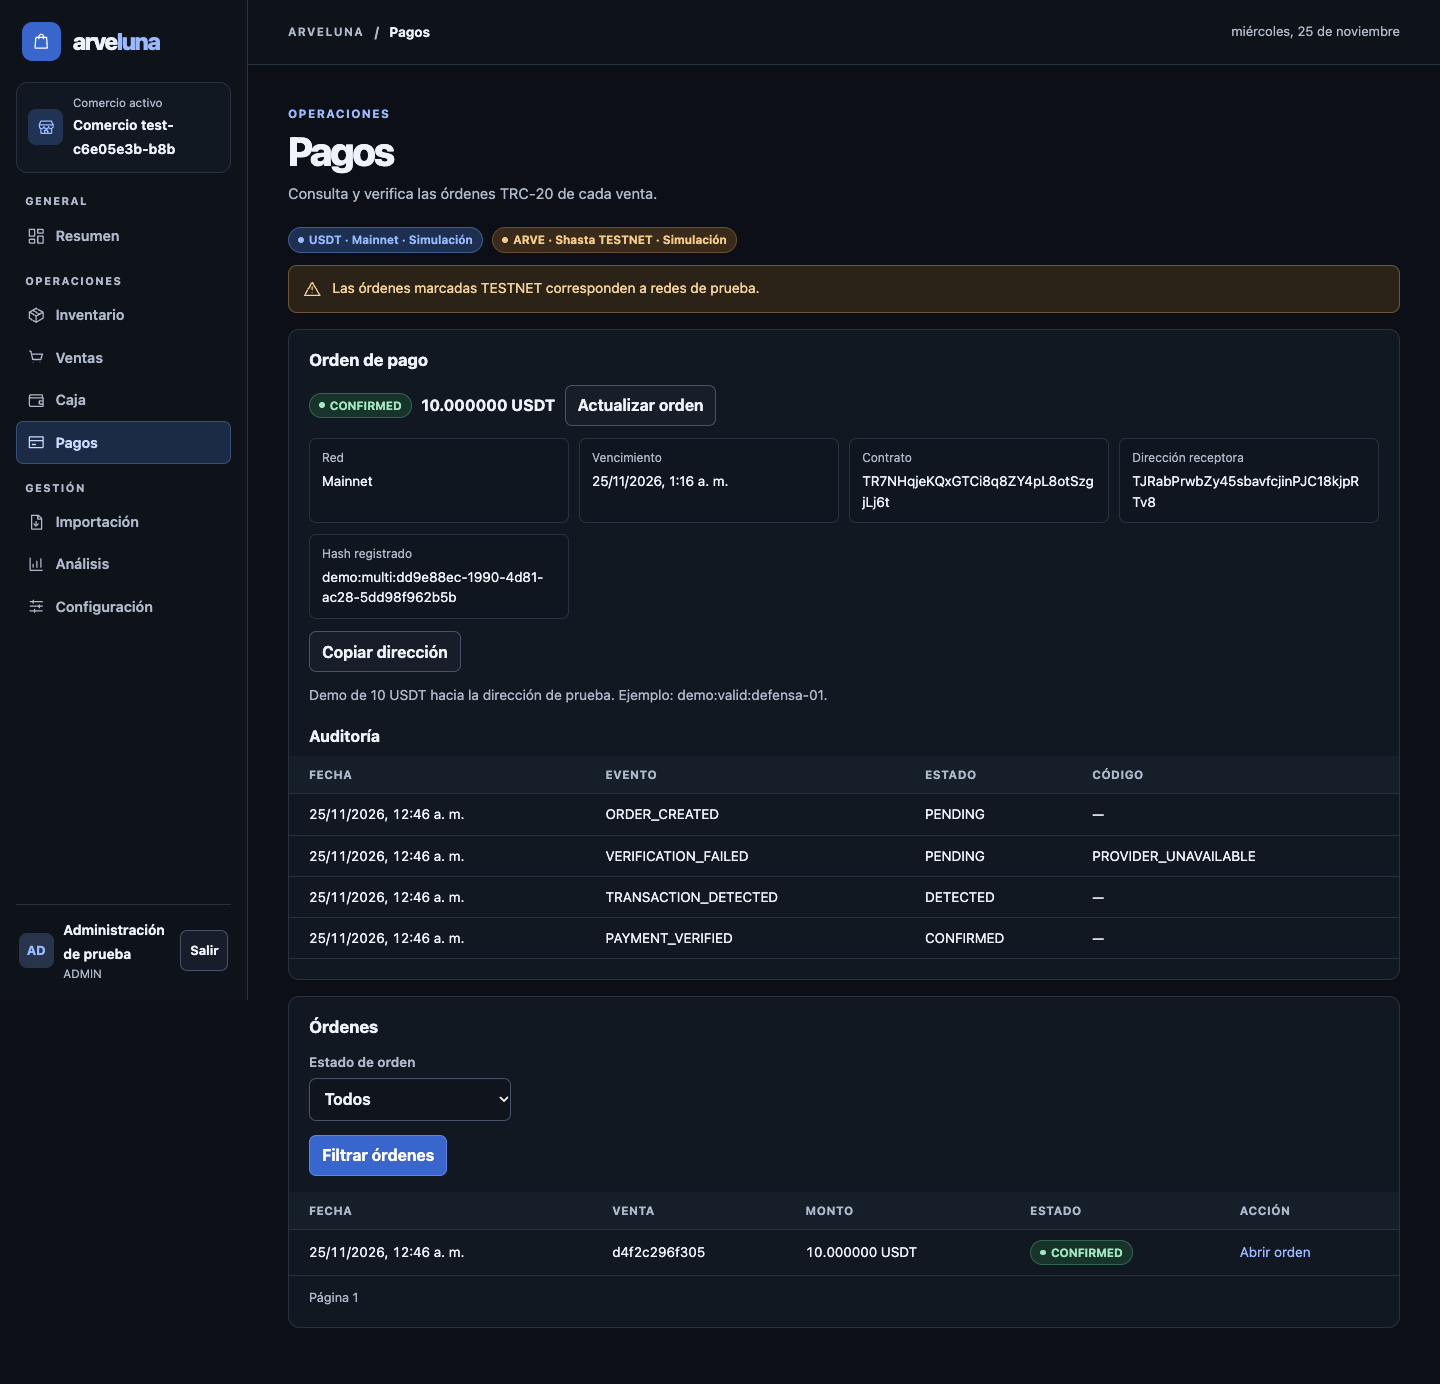 arveluna
Comercio activo
Comercio test-
c6e05e3b-b8b
GENERAL
Resumen
OPERACIONES
Inventario
Ventas
Caja
Pagos
GESTIÓN
Importación
Análisis
Configuración
AD
Administración
de prueba
ADMIN
Salir
ARVELUNA / Pagos
miércoles, 25 de noviembre
OPERACIONES
Pagos
Consulta y verifica las órdenes TRC-20 de cada venta.
USDT · Mainnet · Simulación
ARVE · Shasta TESTNET · Simulación
Las órdenes marcadas TESTNET corresponden a redes de prueba.
Orden de pago
CONFIRMED 10.000000 USDT Actualizar orden
Red
Mainnet
Vencimiento
25/11/2026, 1:16 a. m.
Contrato
TR7NHqjeKQxGTCi8q8ZY4pL8otSzg
jLj6t
Dirección receptora
TJRabPrwbZy45sbavfcjinPJC18kjpR
Tv8
Hash registrado
demo:multi:dd9e88ec-1990-4d81-
ac28-5dd98f962b5b
Copiar dirección
Demo de 10 USDT hacia la dirección de prueba. Ejemplo: demo:valid:defensa-01.
Auditoría
FECHA EVENTO ESTADO CÓDIGO
25/11/2026, 12:46 a. m. ORDER_CREATED PENDING —
25/11/2026, 12:46 a. m. VERIFICATION_FAILED PENDING PROVIDER_UNAVAILABLE
25/11/2026, 12:46 a. m. TRANSACTION_DETECTED DETECTED —
25/11/2026, 12:46 a. m. PAYMENT_VERIFIED CONFIRMED —
Órdenes
Estado de orden
Todos
Filtrar órdenes
FECHA VENTA MONTO ESTADO ACCIÓN
25/11/2026, 12:46 a. m. d4f2c296f305 10.000000 USDT CONFIRMED Abrir orden
Página 1